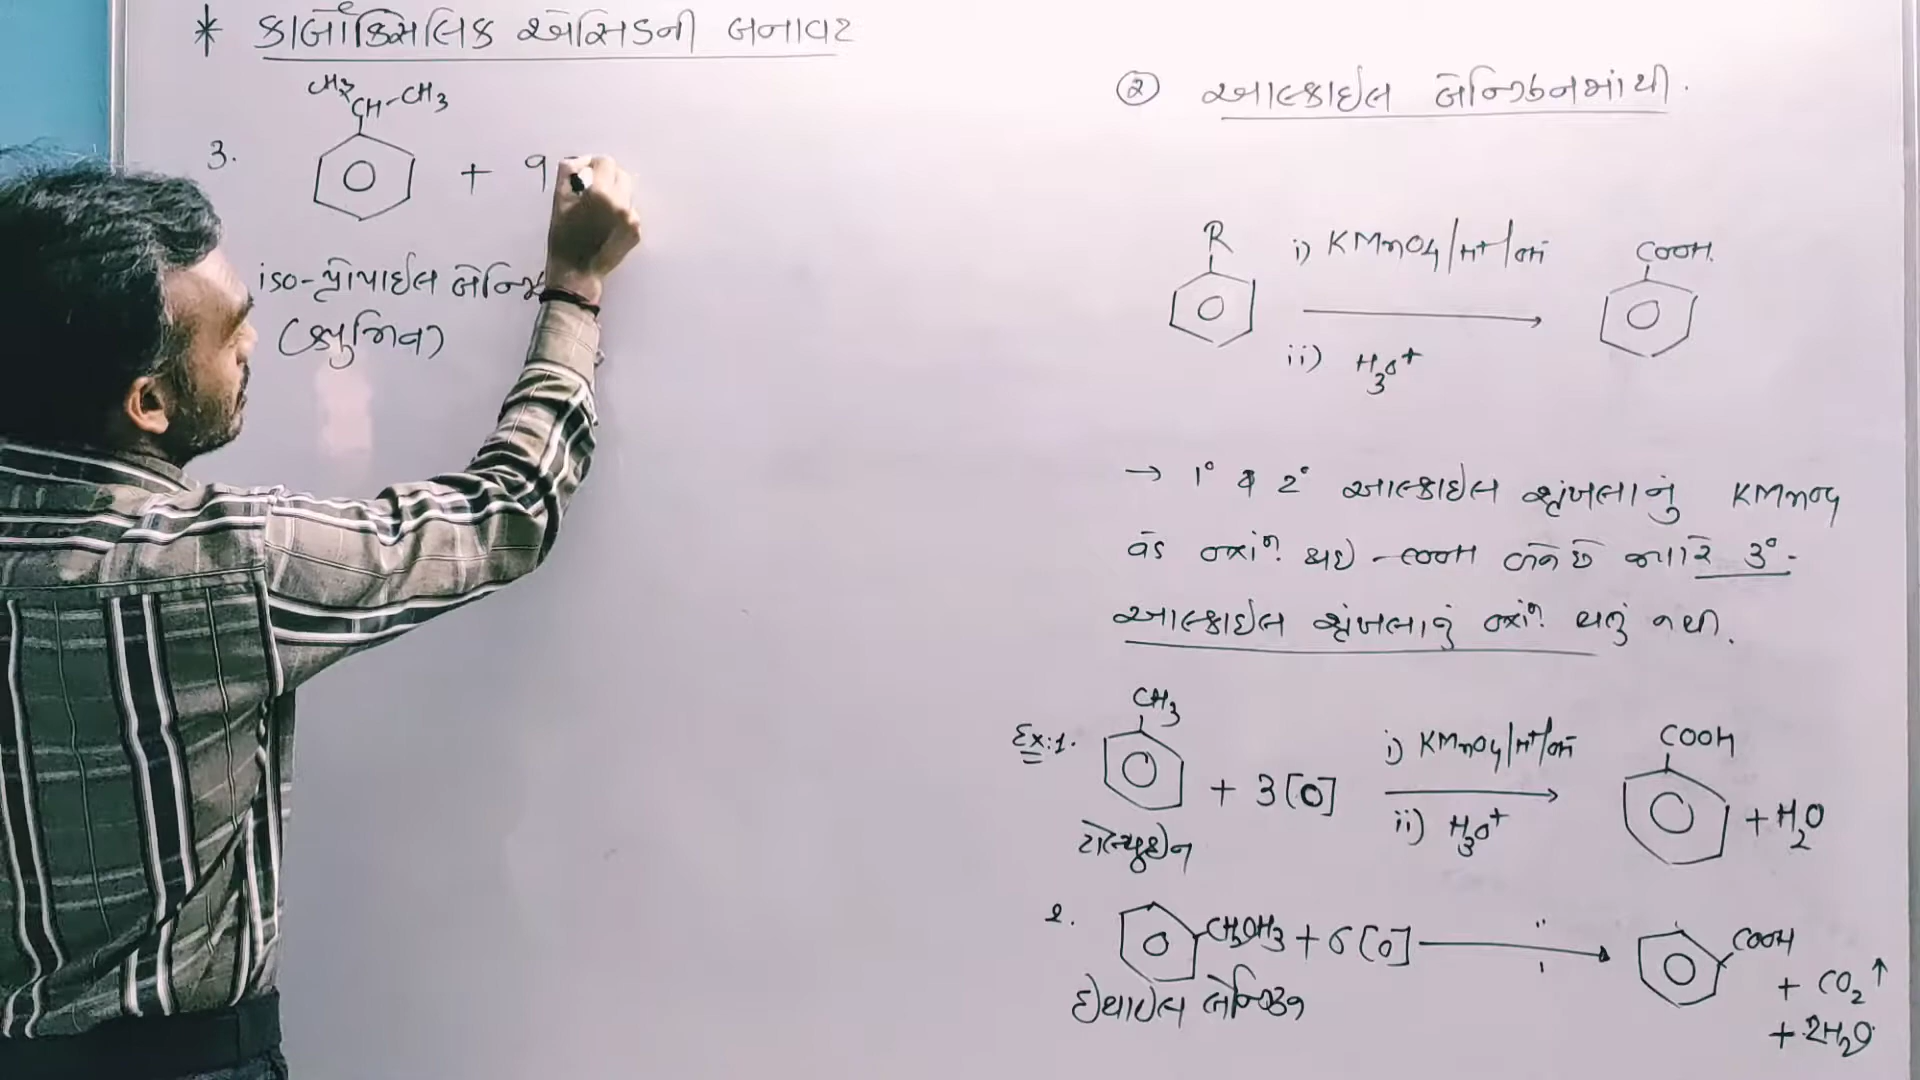 * કાર્બોક્સિલિક એસિડની બનાવટ
CH3 CH-CH3
3. + 9
iso-પ્રોપાઈલ
(ક્યુમિન)
② આલ્કાઈલ બેન્ઝિનમાંથી.
R i) KMnO4/H+/OH- COOH.
ii) H3O+
→ 1° વ 2° આલ્કાઈલ શૃંખલાનું KMnO4
વડે ઓક્સિ. થઈ -COOH બને છે જ્યારે 3°-
આલ્કાઈલ શૃંખલાનું ઓક્સિ. થતું નથી.
Ex:1. CH3 + 3[O] i) KMnO4/H+/OH- ii) H3O+ COOH + H2O
ટોલ્યુઈન
2. CH2CH3 + 6[O] COOH
+ CO2↑
ઈથાઈલ બેન્ઝિન
+ 2H2O